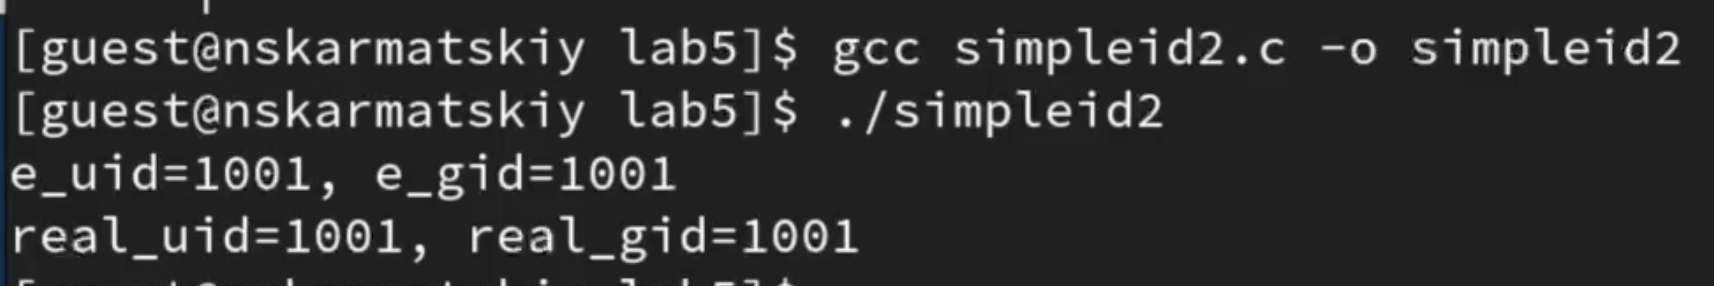 [guest@nskarmatskiy lab5]$ gcc simpleid2.c -o simpleid2
[guest@nskarmatskiy lab5]$ ./simpleid2
e_uid=1001, e_gid=1001
real_uid=1001, real_gid=1001